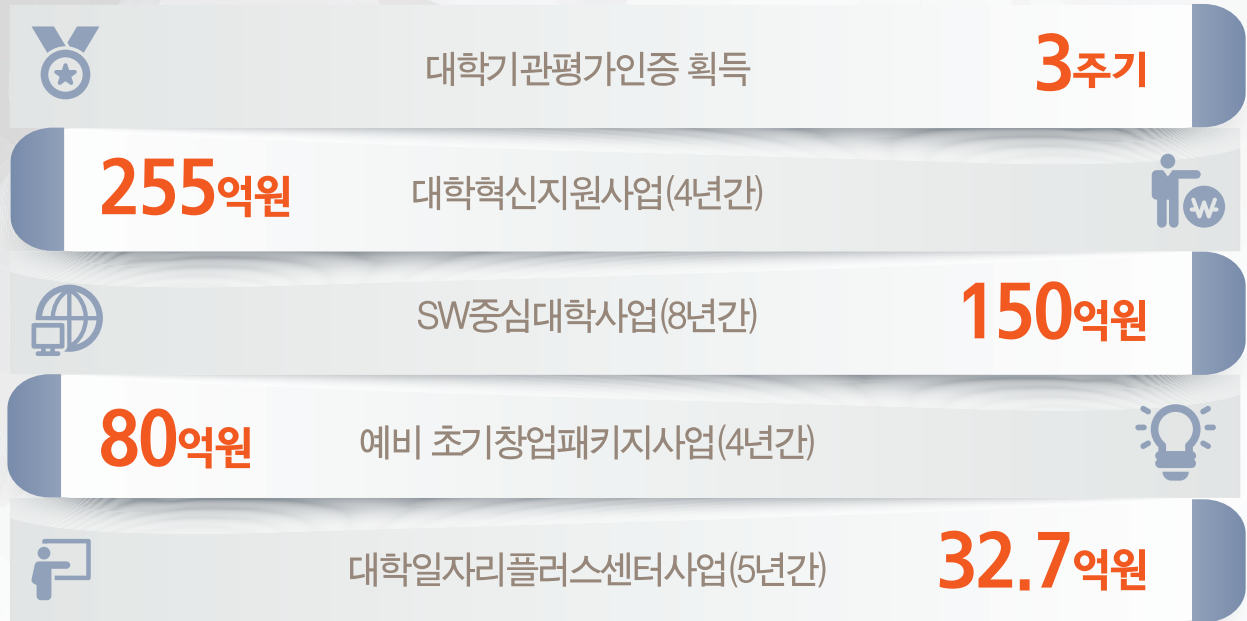 대학기관평가인증 획득 3주기
255억원 대학혁신지원사업(4년간)
SW중심대학사업(8년간) 150억원
80억원 예비 초기창업패키지사업(4년간)
대학일자리플러스센터사업(5년간) 32.7억원